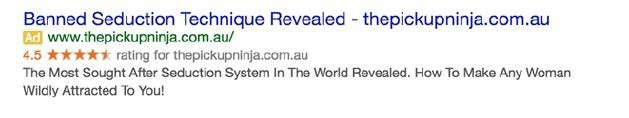 Banned Seduction Technique Revealed - thepickupninja.com.au
Ad www.thepickupninja.com.au/
4.5 ★★★★★ rating for thepickupninja.com.au
The Most Sought After Seduction System In The World Revealed. How To Make Any Woman
Wildly Attracted To You!